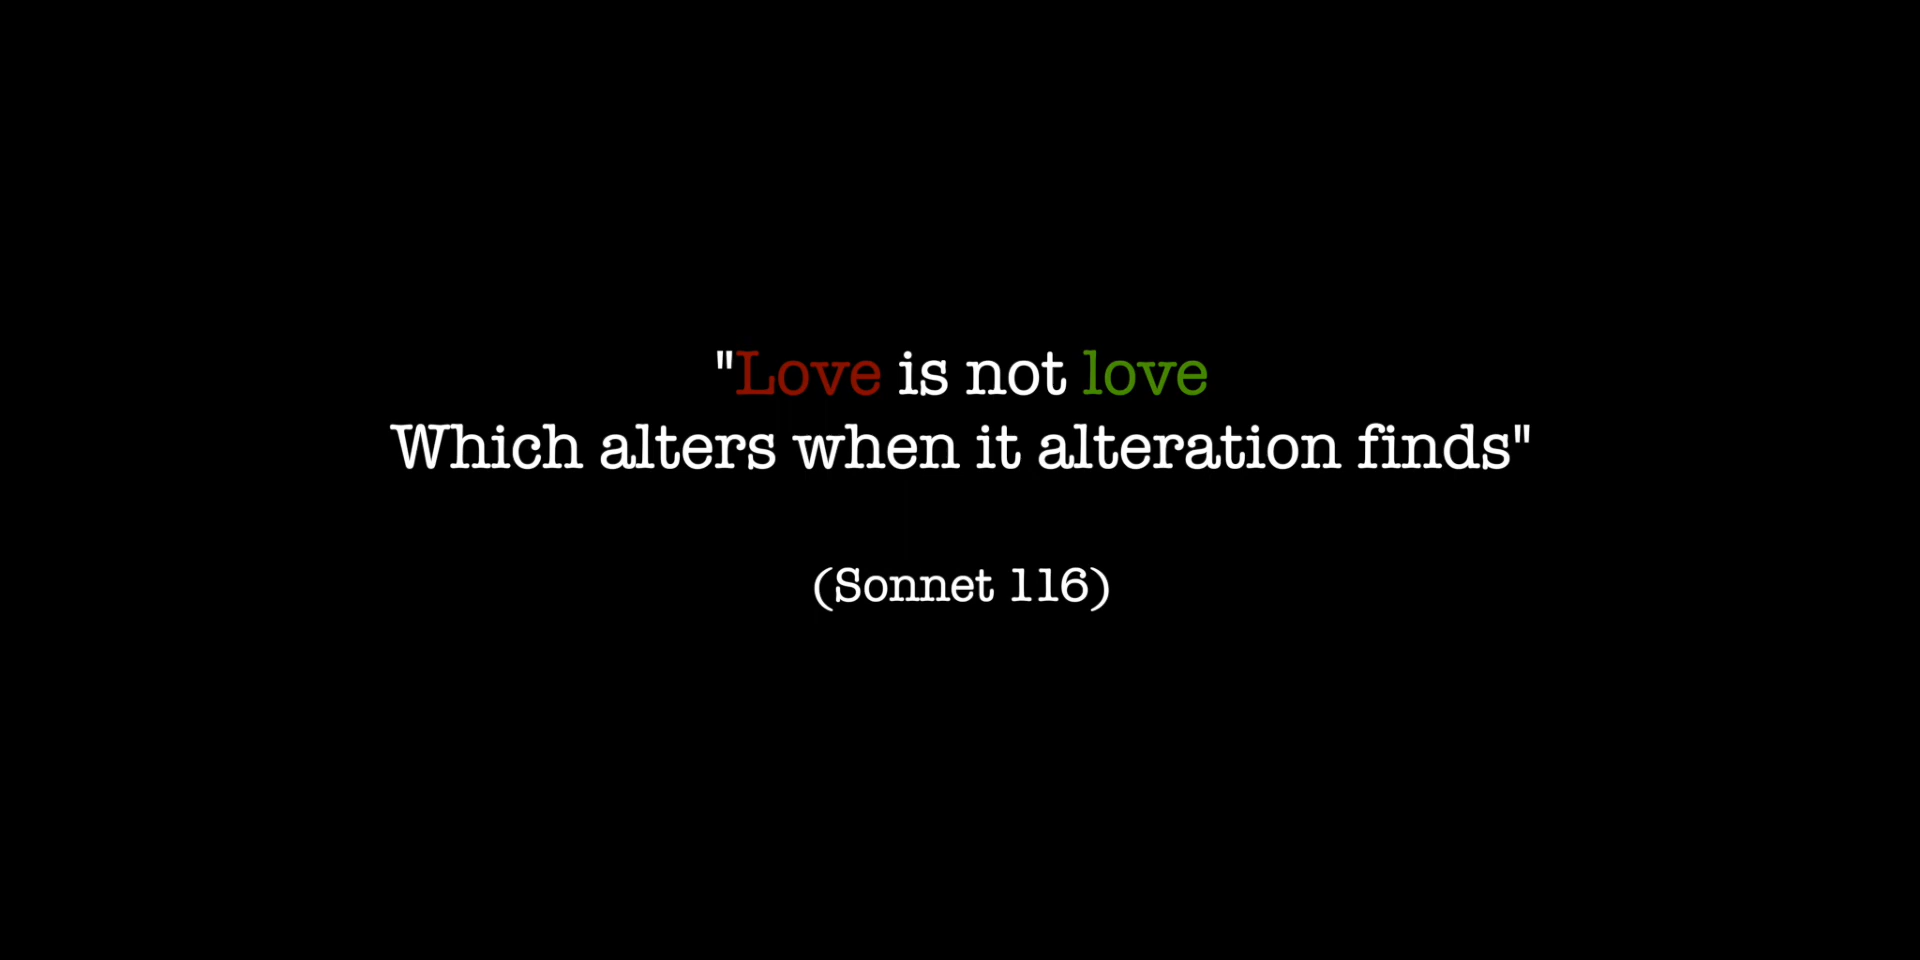 "Love is not love
Which alters when it alteration finds"
(Sonnet 116)